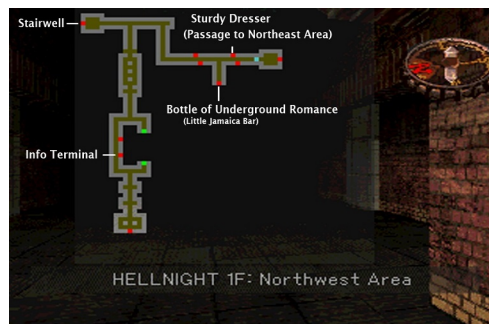 Stairwell
Sturdy Dresser
(Passage to Northeast Area)
Bottle of Underground Romance
(Little Jamaica Bar)
Info Terminal
HELLNIGHT 1F: Northwest Area